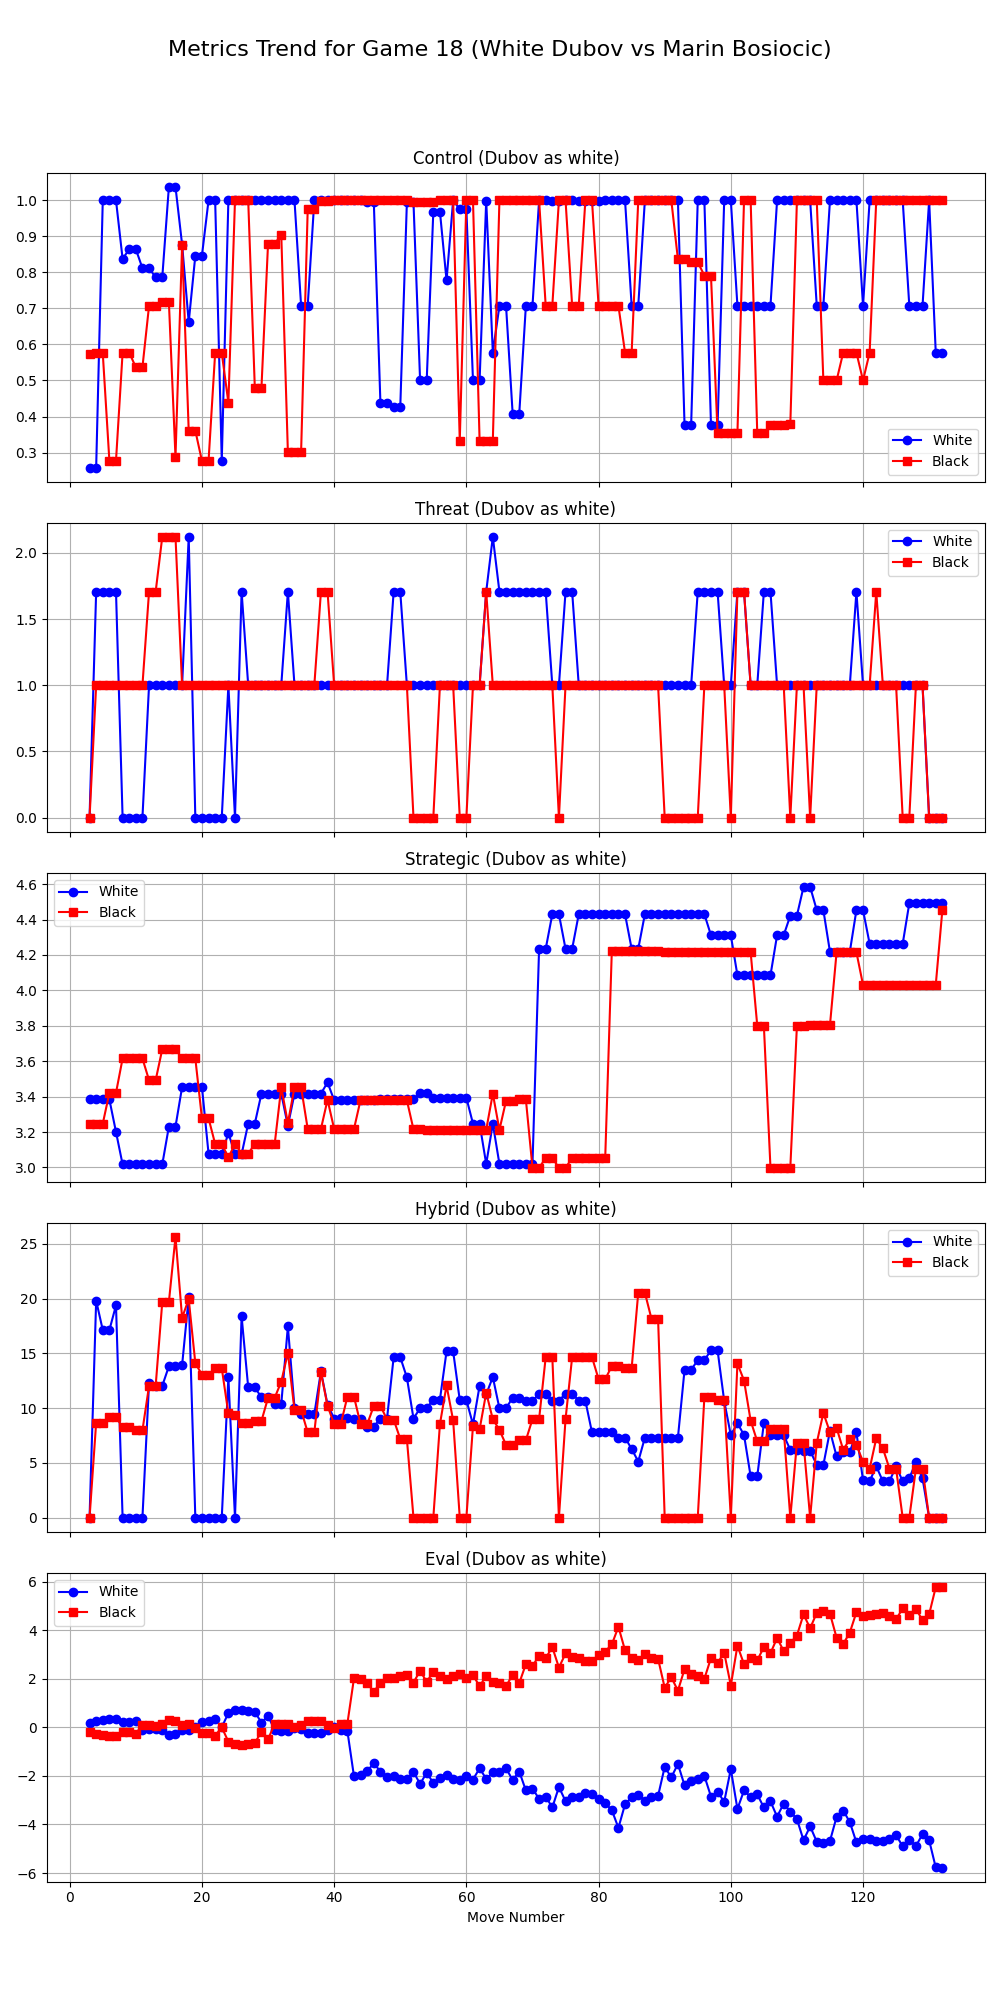 Metrics Trend for Game 18 (White Dubov vs Marin Bosiocic)
Control (Dubov as white)
1.0
0.9
0.8
0.7
0.6
0.5
0.4
0.3
White
Black
Threat (Dubov as white)
2.0
1.5
1.0
0.5
0.0
White
Black
Strategic (Dubov as white)
4.6
4.4
4.2
4.0
3.8
3.6
3.4
3.2
3.0
White
Black
Hybrid (Dubov as white)
25
20
15
10
5
0
White
Black
Eval (Dubov as white)
6
4
2
0
−2
−4
−6
White
Black
0 20 40 60 80 100 120
Move Number